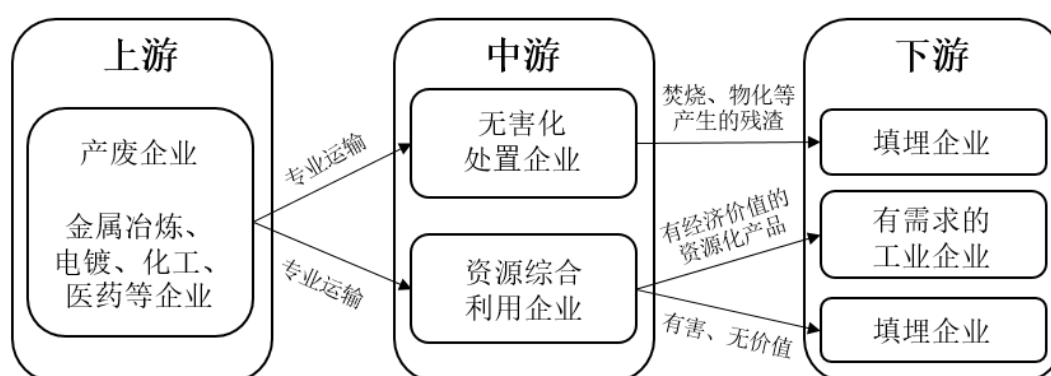 上游
产废企业
金属冶炼、
电镀、化工、
医药等企业
专业运输
专业运输
中游
无害化
处置企业
资源综合
利用企业
焚烧、物化等
产生的残渣
有经济价值的
资源化产品
有害、无价值
下游
填埋企业
有需求的
工业企业
填埋企业